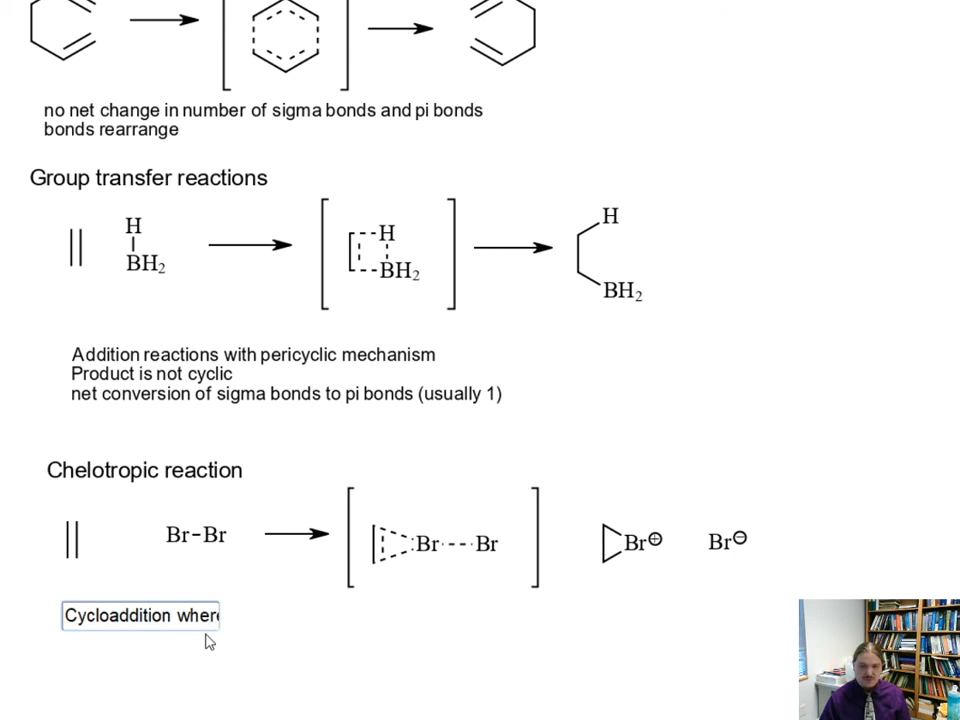 no net change in number of sigma bonds and pi bonds
bonds rearrange
Group transfer reactions
H
BH₂
H
BH₂
H
BH₂
Addition reactions with pericyclic mechanism
Product is not cyclic
net conversion of sigma bonds to pi bonds (usually 1)
Chelotropic reaction
Br-Br
Br Br
Br⊕ Br⊖
Cycloaddition where